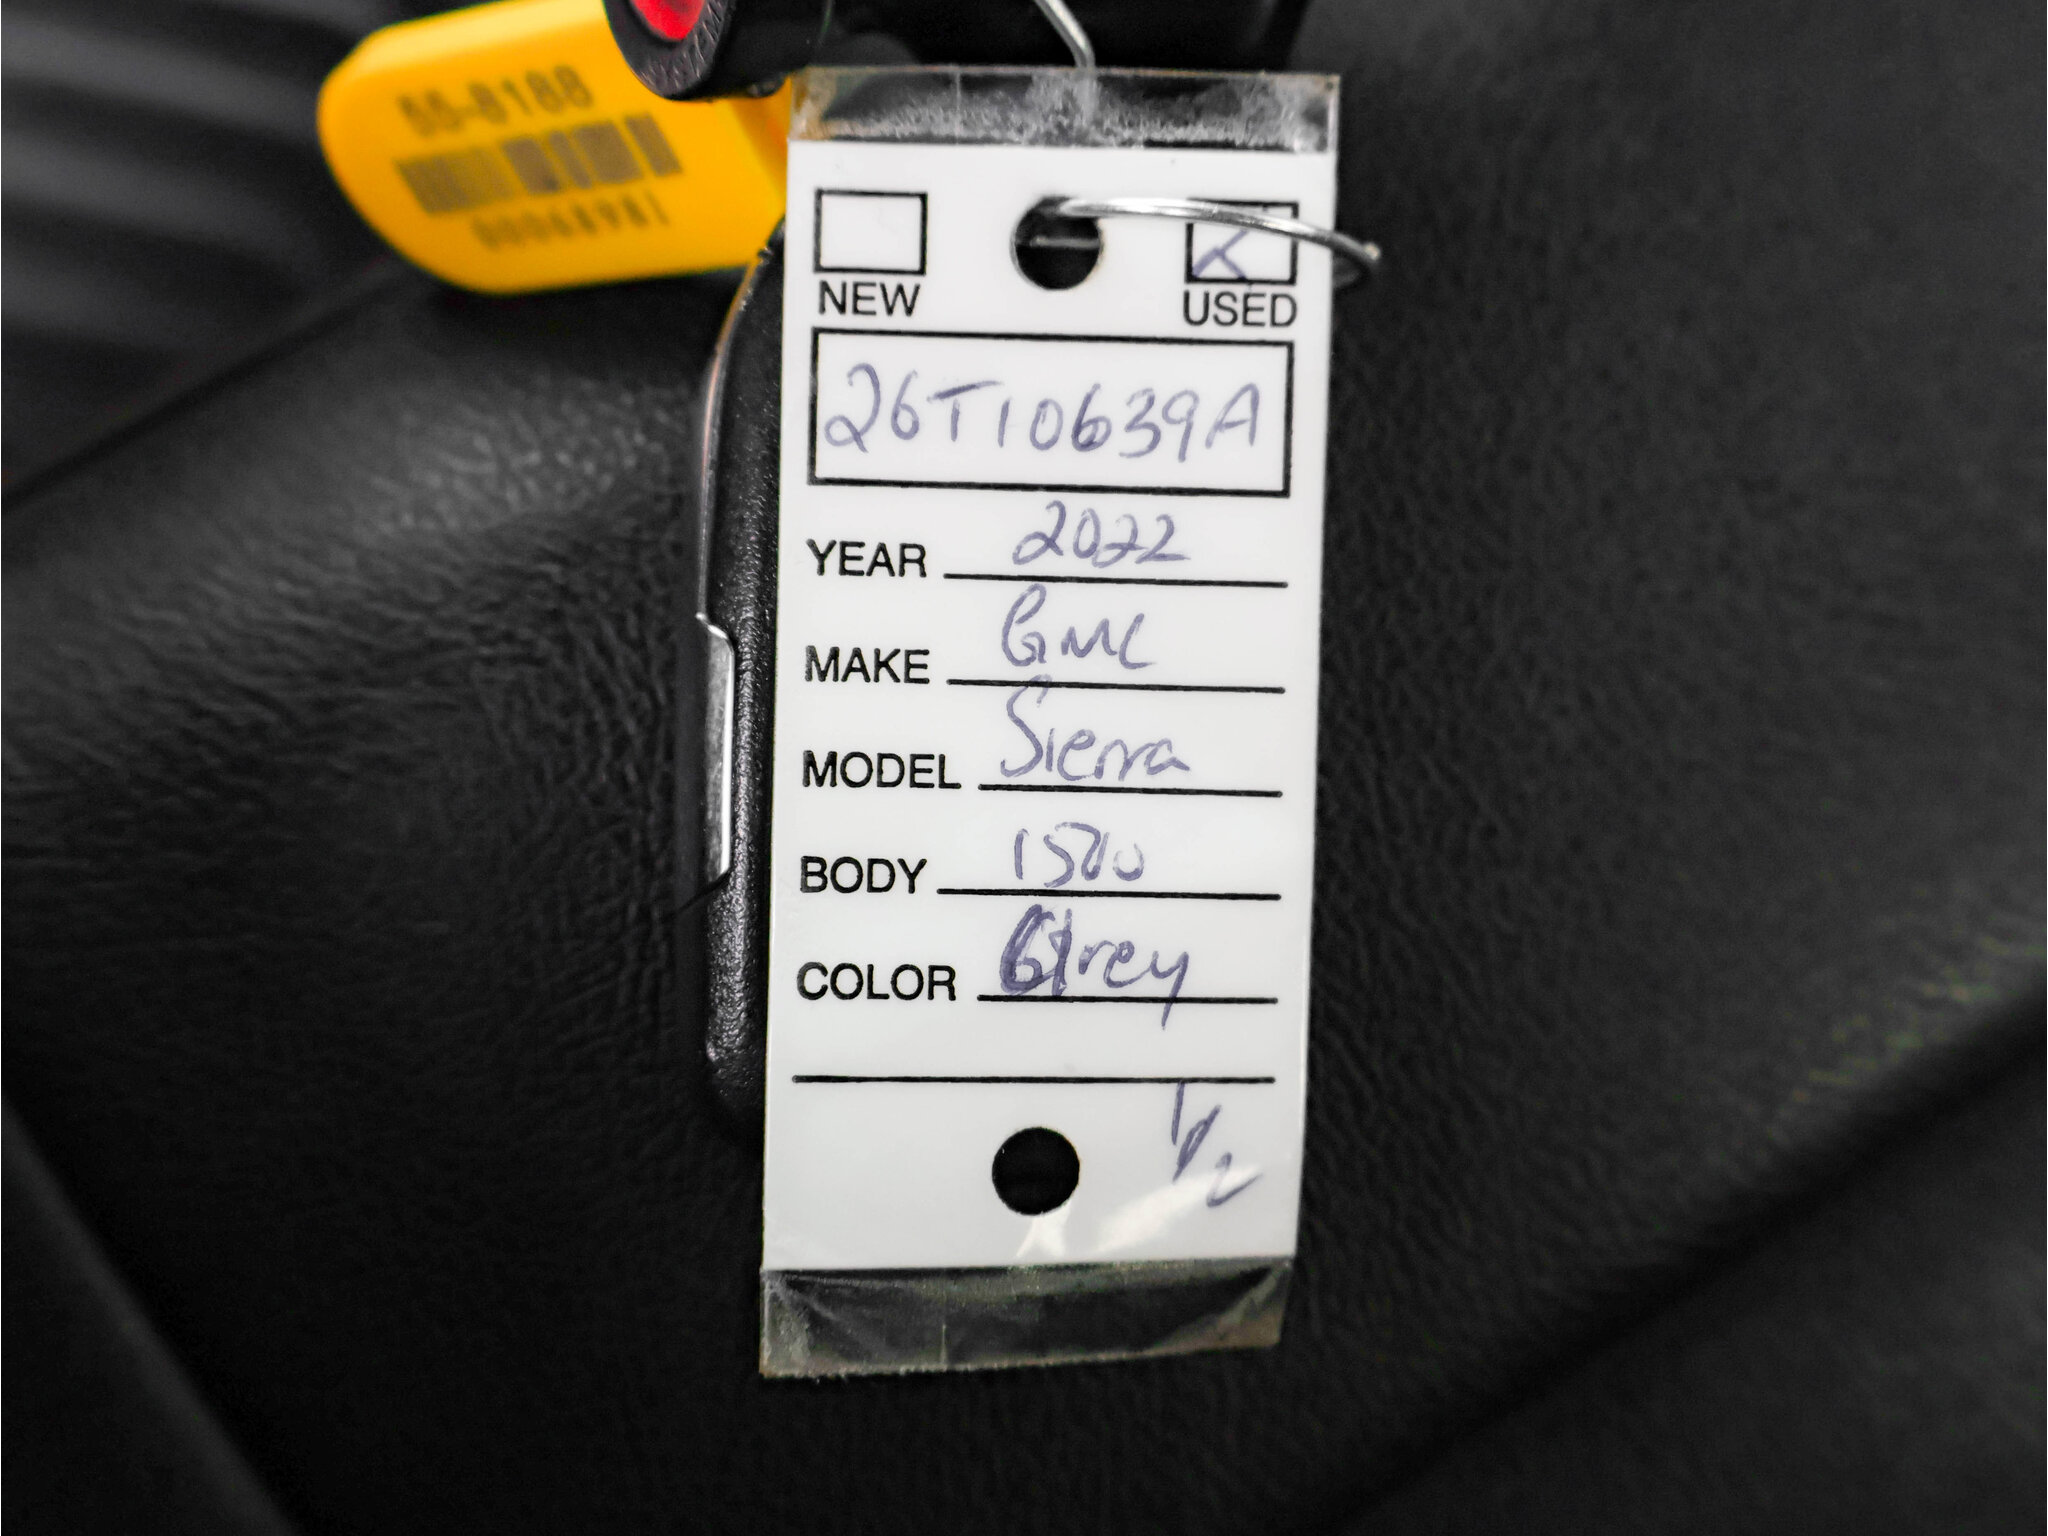 NEW USED
26T10639A
YEAR 2022
MAKE GMC
MODEL Sierra
BODY 1500
COLOR Grey
1/2